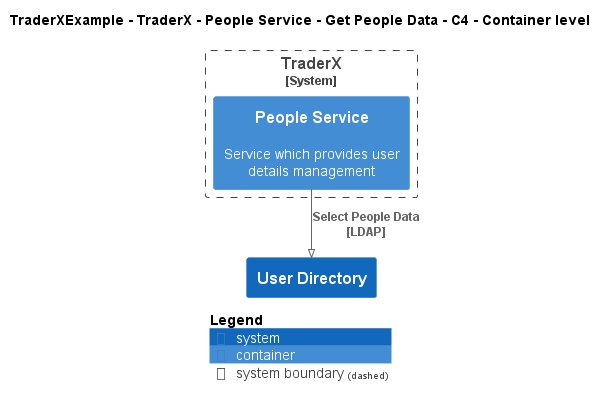 TraderXExample - TraderX - People Service - Get People Data - C4 - Container level
TraderX
[System]
People Service
Service which provides user
details management
Select People Data
[LDAP]
User Directory
Legend
system
container
system boundary (dashed)